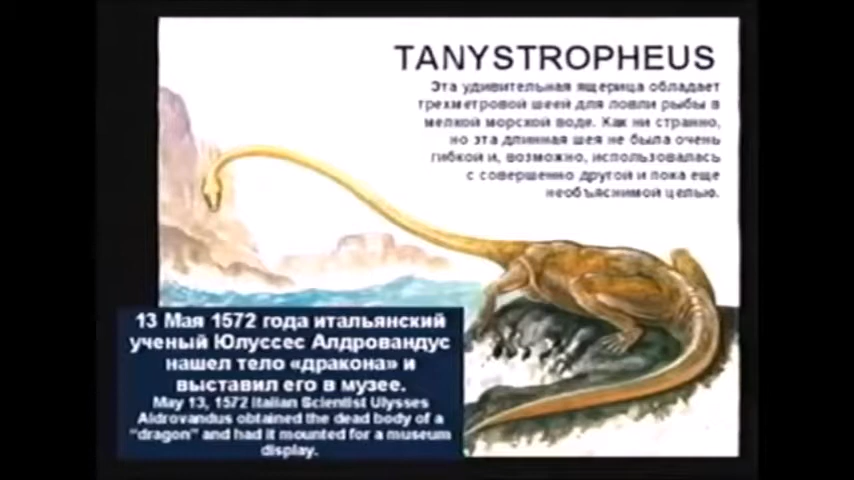 TANYSTROPHEUS
Эта удивительная ящерица обладает
трехметровой шеей для ловли рыбы в
мелкой морской воде. Как ни странно,
но эта длинная шея не была очень
гибкой и, возможно, использовалась
с совершенно другой и пока еще
необъяснимой целью.
13 Мая 1572 года итальянский
ученый Юлуссес Алдровандус
нашел тело «дракона» и
выставил его в музее.
May 13, 1572 Italian Scientist Ulysses
Aldrovandus obtained the dead body of a
"dragon" and had it mounted for a museum
display.